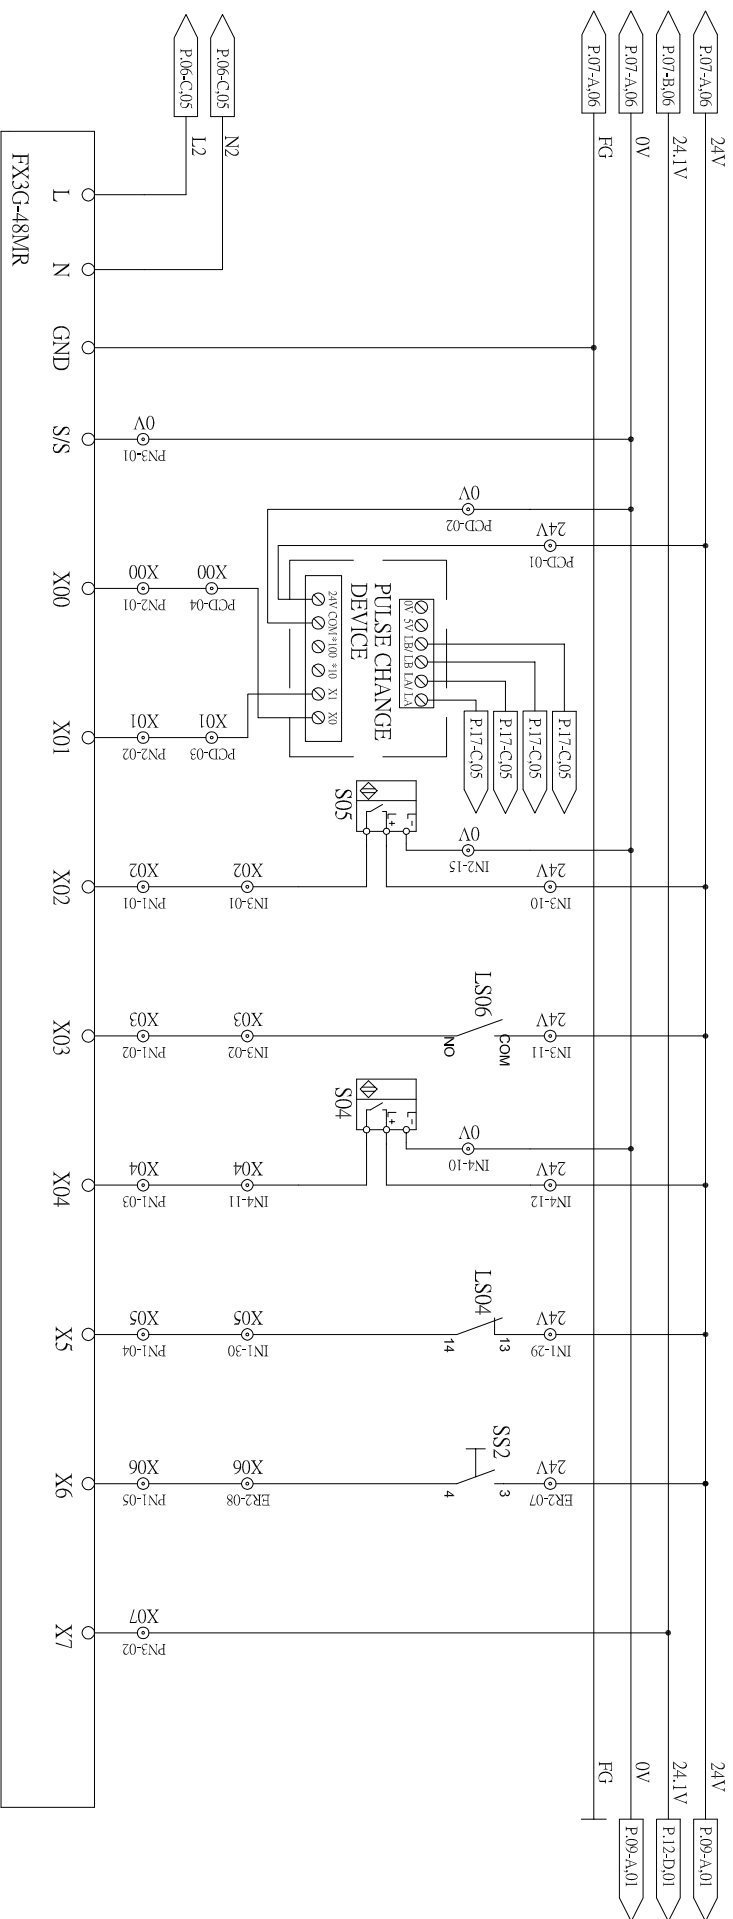 P.07-A,06
24V
24V
P.09-A,01
P.07-B,06
24.1V
24.1V
P.12-D,01
P.07-A,06
0V
0V
P.09-A,01
P.07-A,06
FG
FG
P.06-C,05
N2
P.06-C,05
L2
P.17-C,05
P.17-C,05
P.17-C,05
P.17-C,05
0V
PCD-02
24V
PCD-01
0V 5V LB/ LB LA/ LA
PULSE CHANGE
DEVICE
24V COM *100 *10 X1 X0
0V
PN3-01
X00
PCD-04
X00
PN2-01
X01
PCD-03
X01
PN2-02
0V
IN2-15
24V
IN3-10
L-
L+
S05
X02
IN3-01
X02
PN1-01
24V
IN3-11
COM
LS06
NO
X03
IN3-02
X03
PN1-02
0V
IN4-10
24V
IN4-12
L-
L+
S04
X04
IN4-11
X04
PN1-03
24V
IN1-29
13
LS04
14
X05
IN1-30
X05
PN1-04
24V
ER2-07
3
SS2
4
X06
ER2-08
X06
PN1-05
X07
PN3-02
L
N
GND
S/S
X00
X01
X02
X03
X04
X5
X6
X7
FX3G-48MR